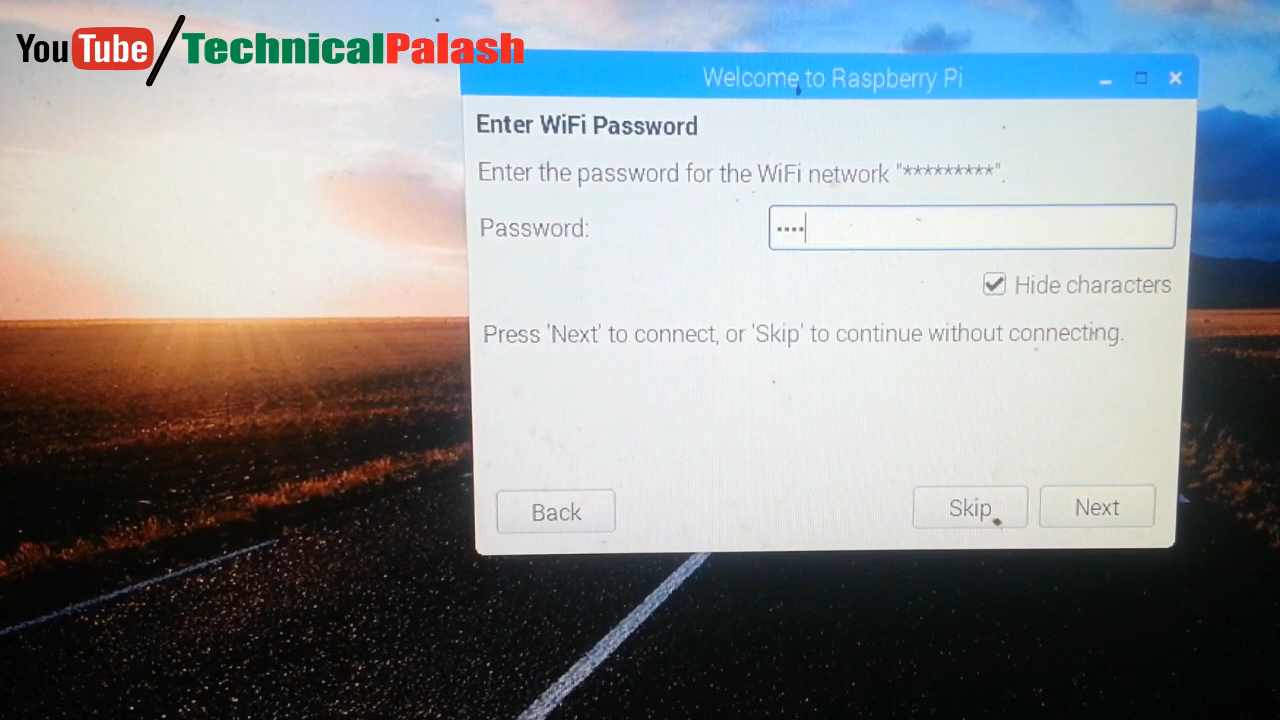 YouTube/TechnicalPalash
Welcome to Raspberry Pi
Enter WiFi Password
Enter the password for the WiFi network "*********".
Password: ••••
Hide characters
Press 'Next' to connect, or 'Skip' to continue without connecting.
Back Skip Next